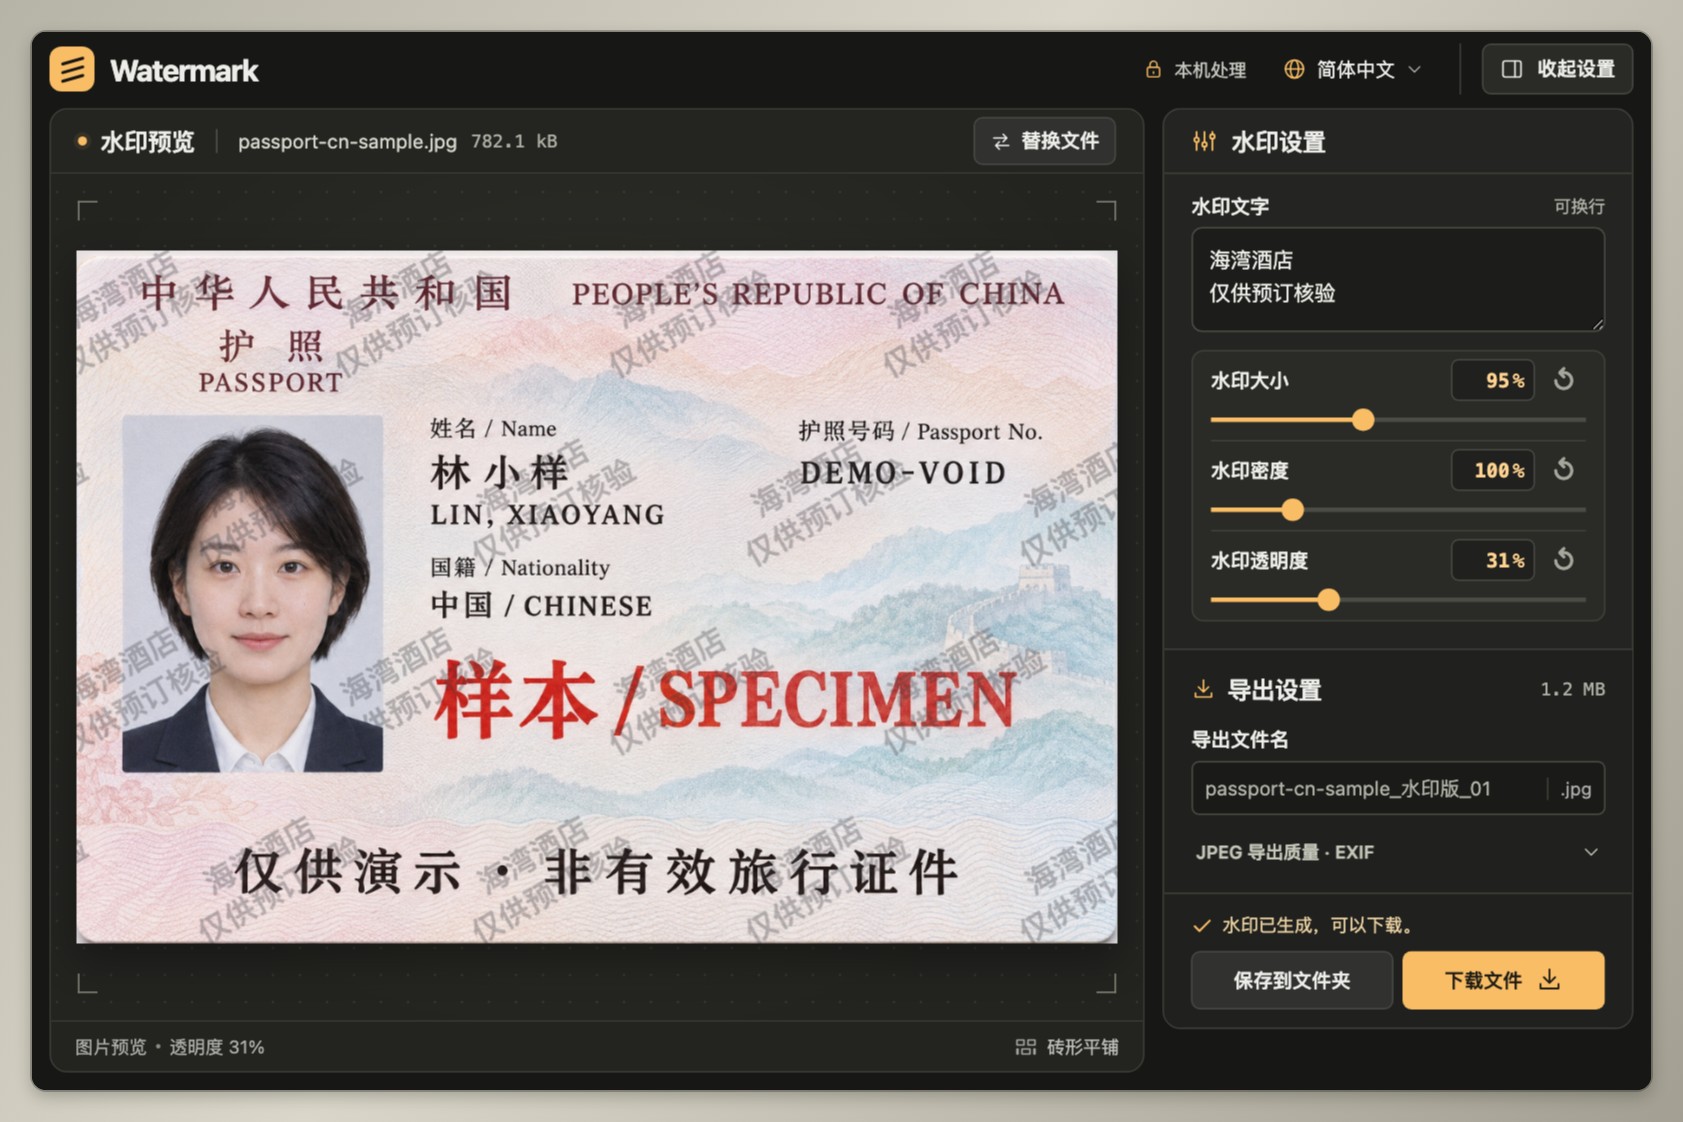 Watermark
本机处理
简体中文
收起设置
水印预览
passport-cn-sample.jpg 782.1 kB
替换文件
中华人民共和国 PEOPLE'S REPUBLIC OF CHINA
护照
PASSPORT
姓名 / Name
林小样
LIN, XIAOYANG
国籍 / Nationality
中国 / CHINESE
护照号码 / Passport No.
DEMO-VOID
样本 / SPECIMEN
仅供演示·非有效旅行证件
海湾酒店
仅供预订核验
图片预览 · 透明度 31%
砖形平铺
水印设置
水印文字
可换行
海湾酒店
仅供预订核验
水印大小 95%
水印密度 100%
水印透明度 31%
导出设置 1.2 MB
导出文件名
passport-cn-sample_水印版_01 .jpg
JPEG 导出质量 · EXIF
水印已生成，可以下载。
保存到文件夹
下载文件